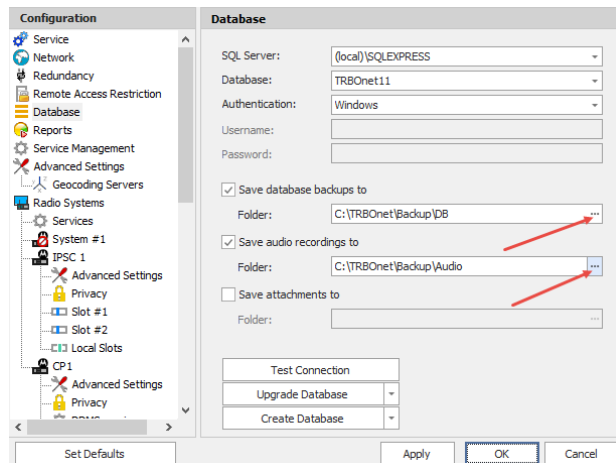 Configuration
Service
Network
Redundancy
Remote Access Restriction
Database
Reports
Service Management
Advanced Settings
Geocoding Servers
Radio Systems
Services
System #1
IPSC 1
Advanced Settings
Privacy
Slot #1
Slot #2
Local Slots
CP1
Advanced Settings
Privacy
Set Defaults
Database
SQL Server: (local)\SQLEXPRESS
Database: TRBOnet11
Authentication: Windows
Username:
Password:
Save database backups to
Folder: C:\TRBOnet\Backup\DB ...
Save audio recordings to
Folder: C:\TRBOnet\Backup\Audio ...
Save attachments to
Folder: ...
Test Connection
Upgrade Database
Create Database
Apply OK Cancel